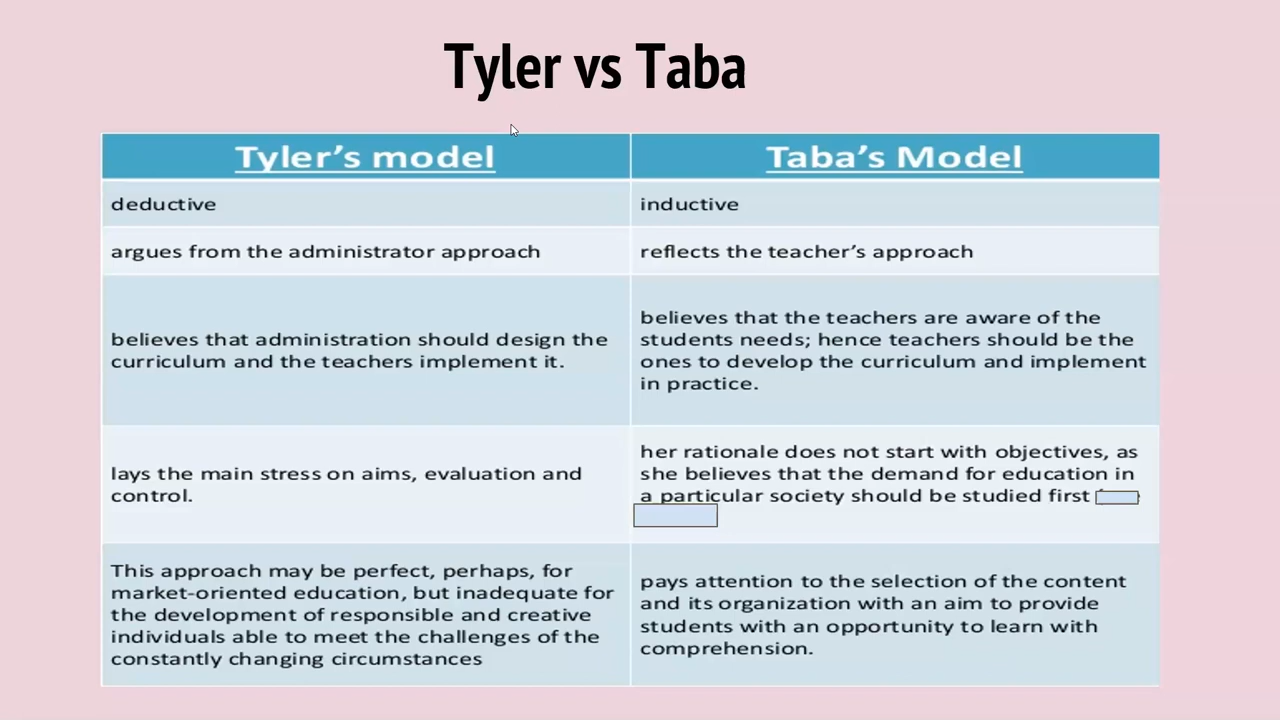 Tyler vs Taba
Tyler's model
Taba's Model
deductive
inductive
argues from the administrator approach
reflects the teacher's approach
believes that administration should design the
curriculum and the teachers implement it.
believes that the teachers are aware of the
students needs; hence teachers should be the
ones to develop the curriculum and implement
in practice.
lays the main stress on aims, evaluation and
control.
her rationale does not start with objectives, as
she believes that the demand for education in
a particular society should be studied first
This approach may be perfect, perhaps, for
market-oriented education, but inadequate for
the development of responsible and creative
individuals able to meet the challenges of the
constantly changing circumstances
pays attention to the selection of the content
and its organization with an aim to provide
students with an opportunity to learn with
comprehension.